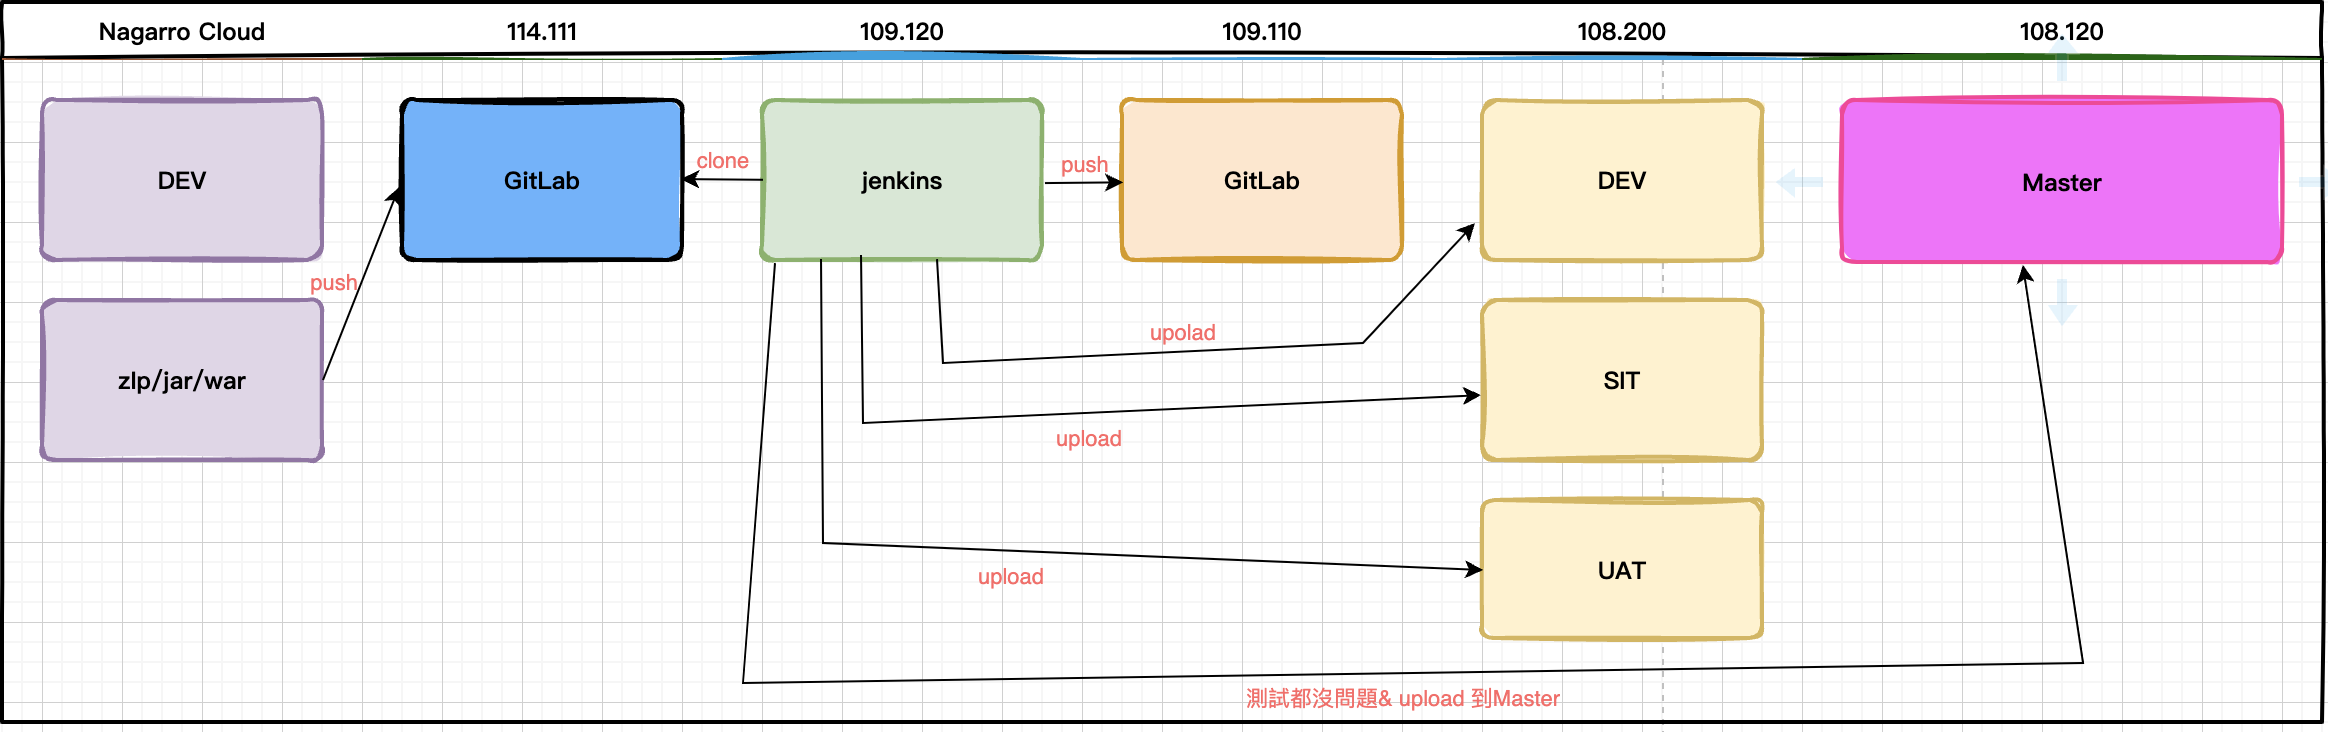 Nagarro Cloud
114.111
109.120
109.110
108.200
108.120
DEV
GitLab
clone
jenkins
push
GitLab
DEV
Master
push
zlp/jar/war
upolad
SIT
upload
upload
UAT
測試都沒問題& upload 到Master